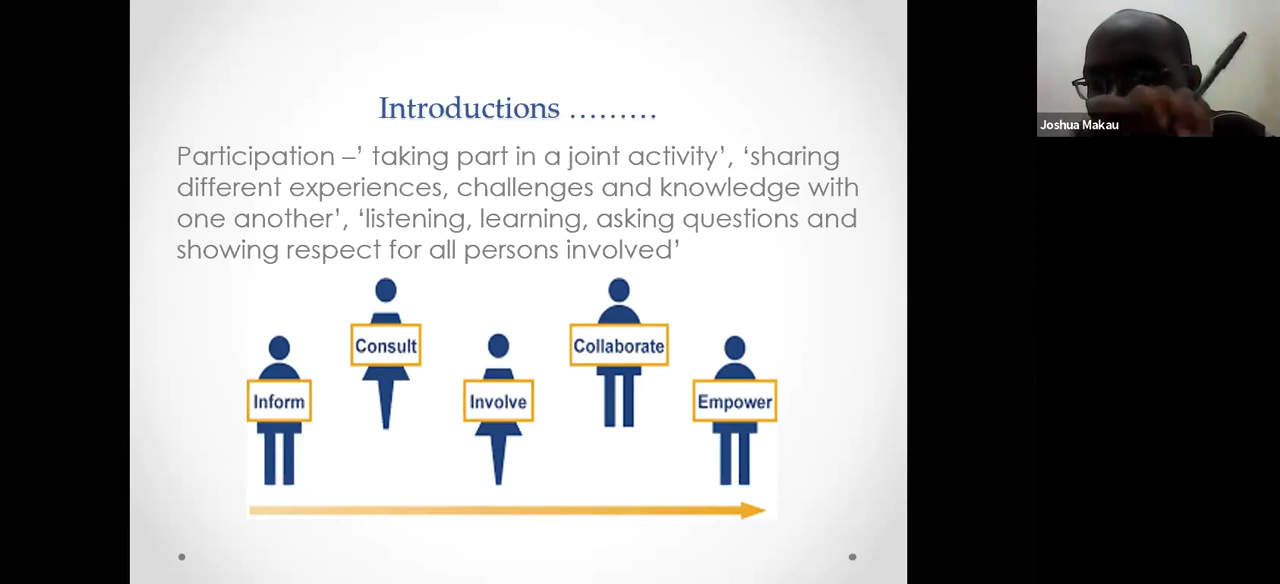 Introductions ………
Participation –’ taking part in a joint activity’, ‘sharing
different experiences, challenges and knowledge with
one another’, ‘listening, learning, asking questions and
showing respect for all persons involved’
Inform
Consult
Involve
Collaborate
Empower
Joshua Makau